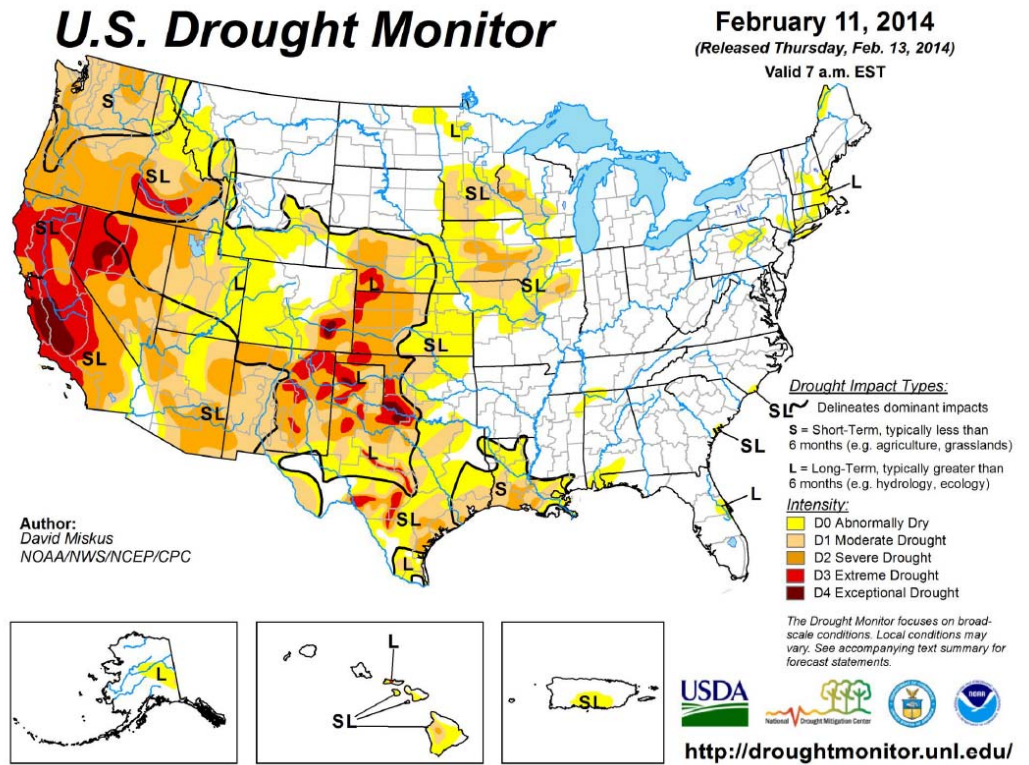 U.S. Drought Monitor
February 11, 2014
(Released Thursday, Feb. 13, 2014)
Valid 7 a.m. EST
S
L
L
SL
SL
SL
L
L
SL
SL
SL
L
SL
L
S
SL
L
SL
SL
L
Drought Impact Types:
Delineates dominant impacts
S = Short-Term, typically less than
6 months (e.g. agriculture, grasslands)
L = Long-Term, typically greater than
6 months (e.g. hydrology, ecology)
Intensity:
D0 Abnormally Dry
D1 Moderate Drought
D2 Severe Drought
D3 Extreme Drought
D4 Exceptional Drought
Author:
David Miskus
NOAA/NWS/NCEP/CPC
The Drought Monitor focuses on broad-
scale conditions. Local conditions may
vary. See accompanying text summary for
forecast statements.
L
L
SL
SL
USDA
National Drought Mitigation Center
NOAA
http://droughtmonitor.unl.edu/